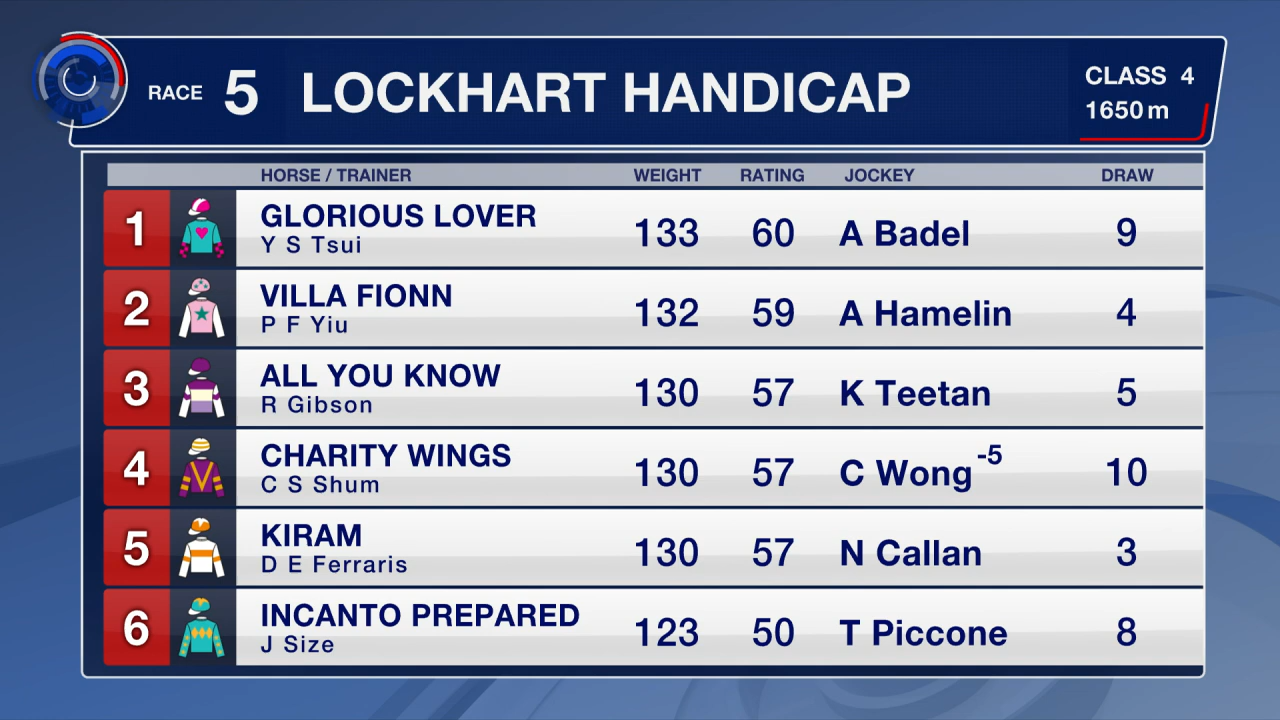 RACE 5 LOCKHART HANDICAP CLASS 4
1650 m
HORSE / TRAINER WEIGHT RATING JOCKEY DRAW
1 GLORIOUS LOVER 133 60 A Badel 9
Y S Tsui
2 VILLA FIONN 132 59 A Hamelin 4
P F Yiu
3 ALL YOU KNOW 130 57 K Teetan 5
R Gibson
4 CHARITY WINGS 130 57 C Wong -5 10
C S Shum
5 KIRAM 130 57 N Callan 3
D E Ferraris
6 INCANTO PREPARED 123 50 T Piccone 8
J Size